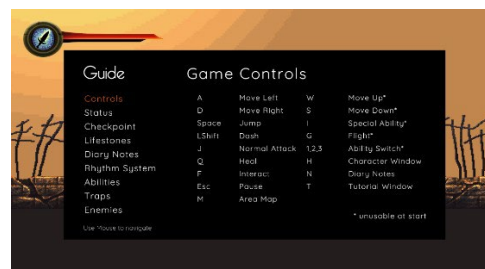 Guide
Game Controls
Controls
Status
Checkpoint
Lifestones
Diary Notes
Rhythm System
Abilities
Traps
Enemies
Use Mouse to navigate
A Move Left W Move Up*
D Move Right S Move Down*
Space Jump I Special Ability*
LShift Dash G Flight*
J Normal Attack 1,2,3 Ability Switch*
Q Heal H Character Window
F Interact N Diary Notes
Esc Pause T Tutorial Window
M Area Map
* unusable at start